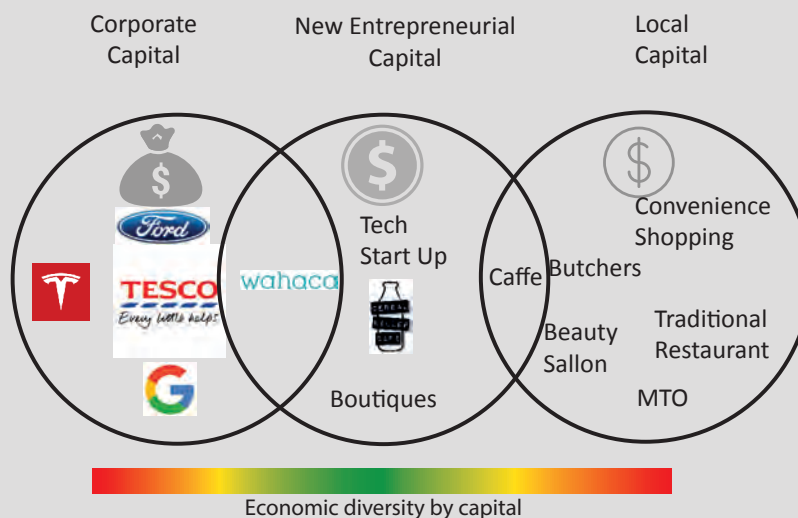 Corporate
Capital
New Entrepreneurial
Capital
Local
Capital
$
$
$
Ford
TESCO
Every little helps
wahaca
G
Tech
Start Up
Boutiques
Caffe
Butchers
Convenience
Shopping
Beauty
Sallon
Traditional
Restaurant
MTO
Economic diversity by capital